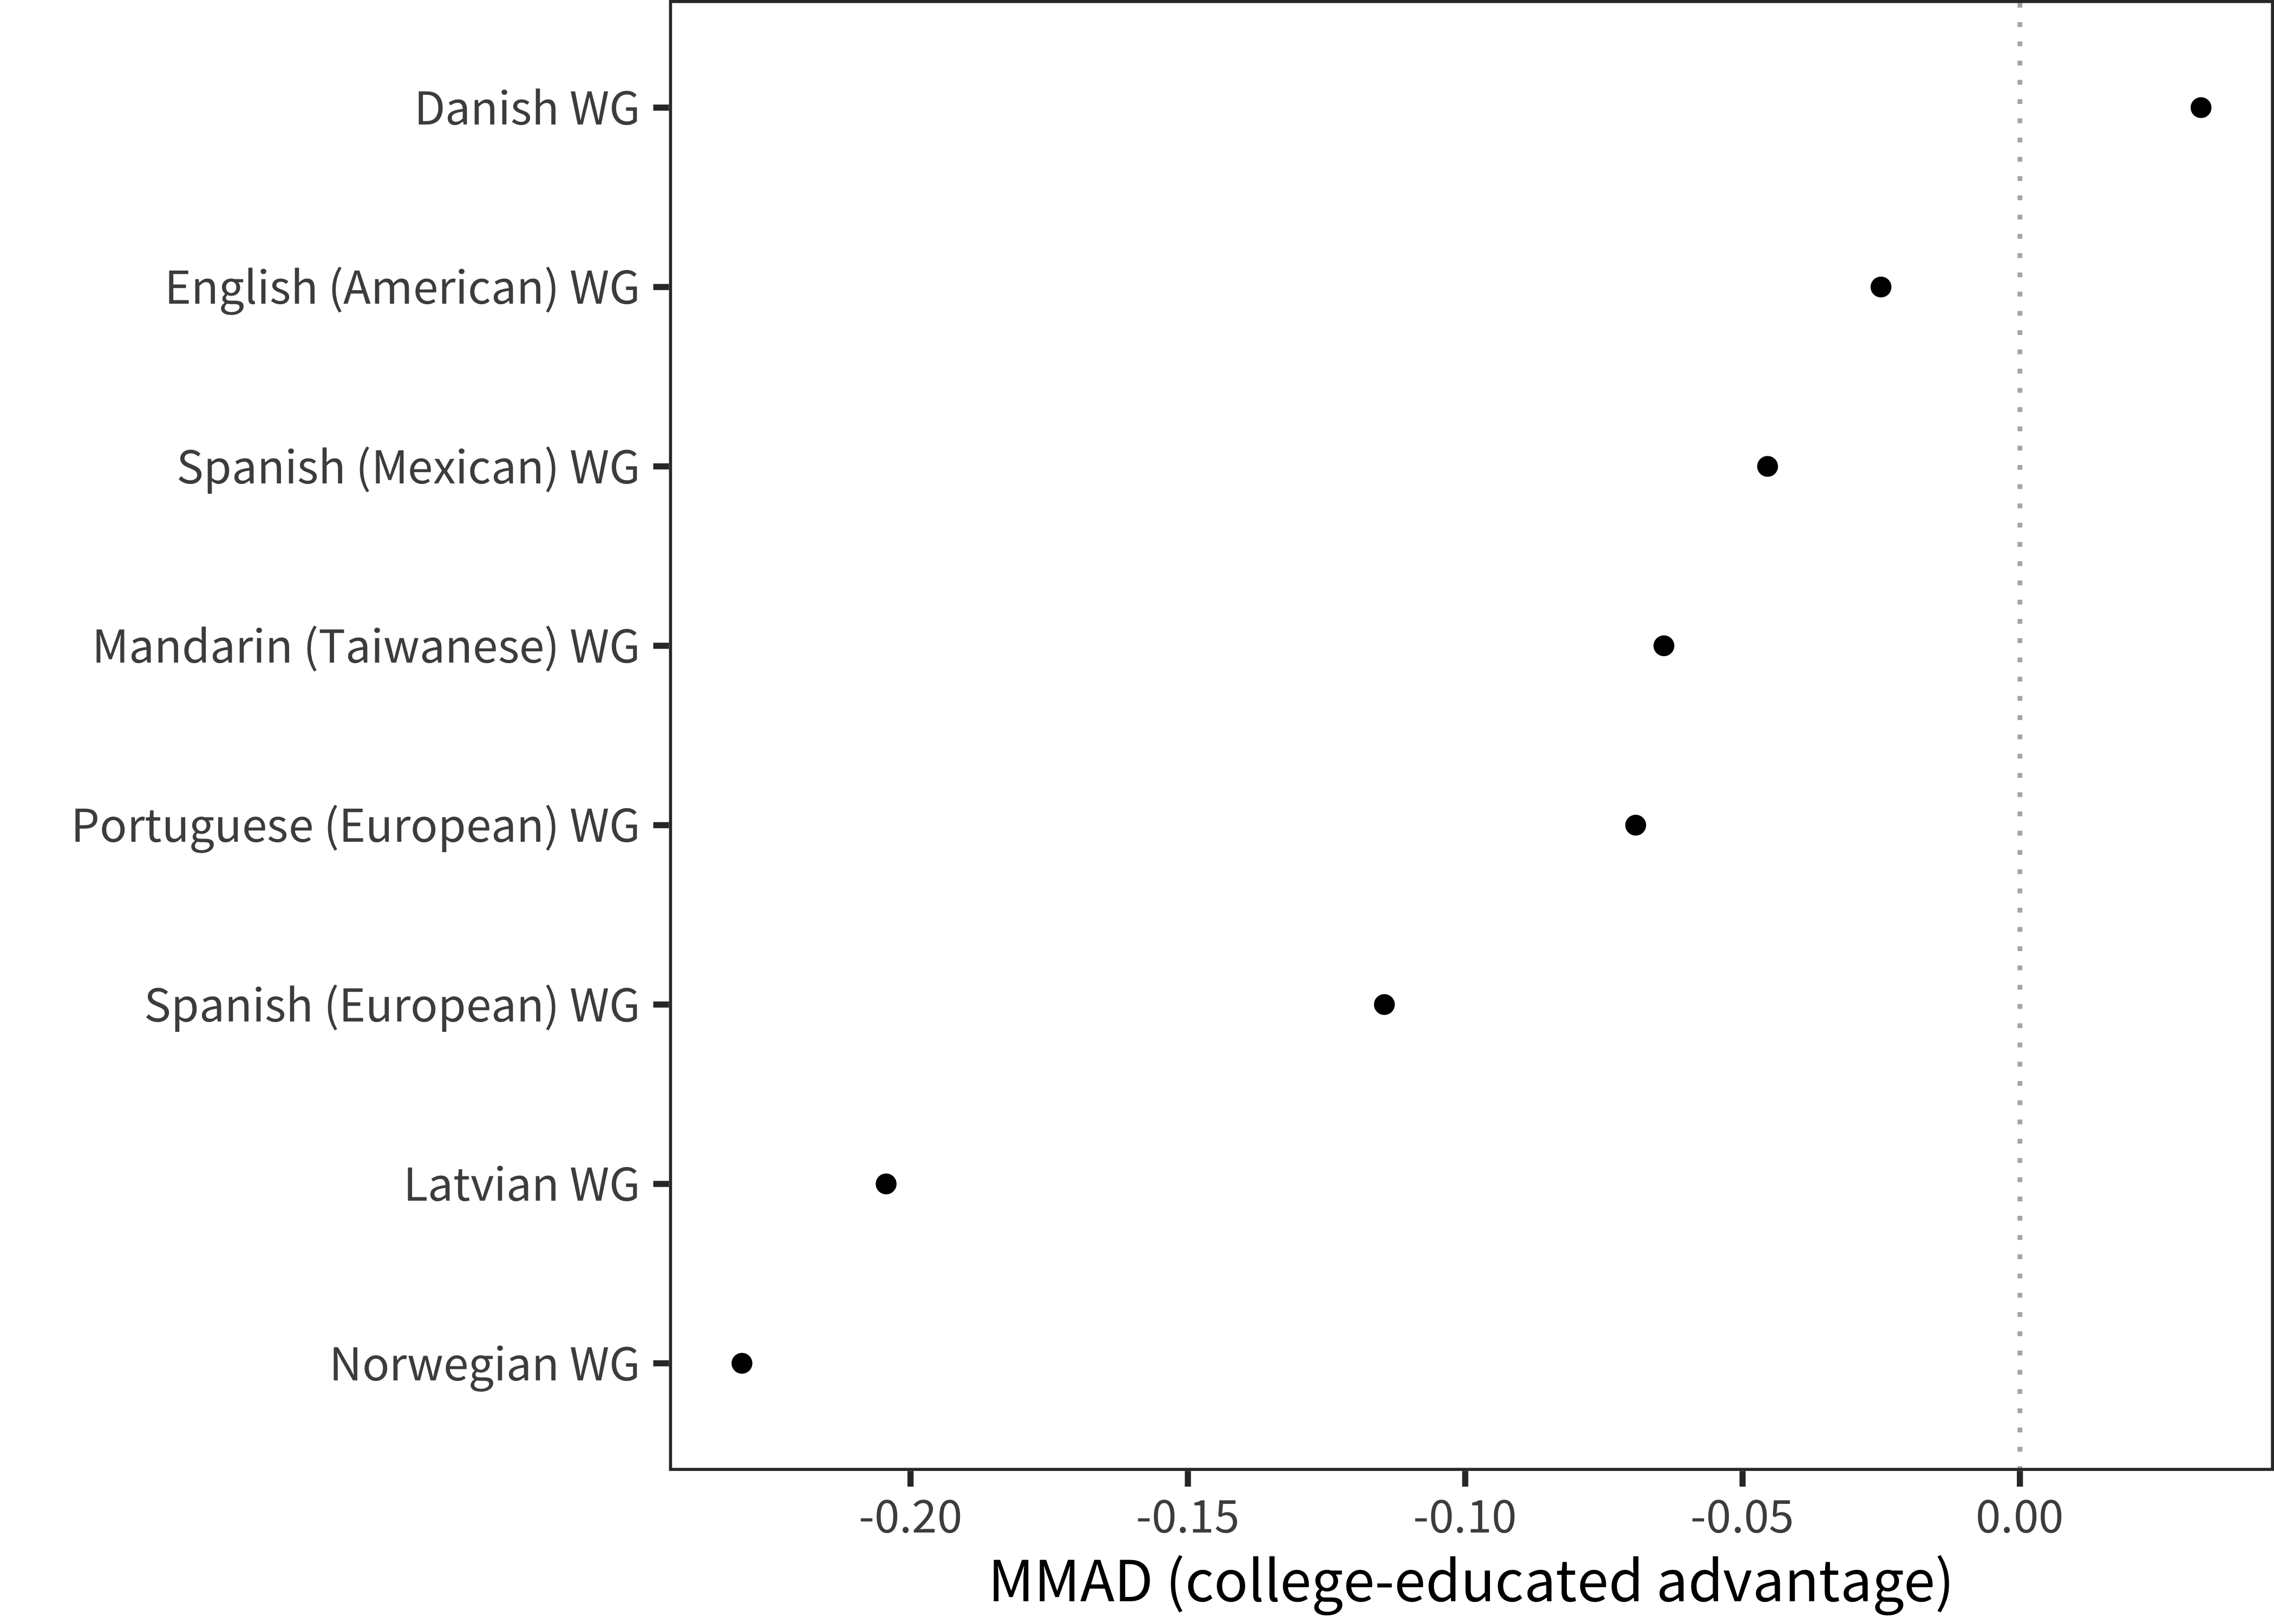 Danish WG
English (American) WG
Spanish (Mexican) WG
Mandarin (Taiwanese) WG
Portuguese (European) WG
Spanish (European) WG
Latvian WG
Norwegian WG
-0.20 -0.15 -0.10 -0.05 0.00
MMAD (college-educated advantage)